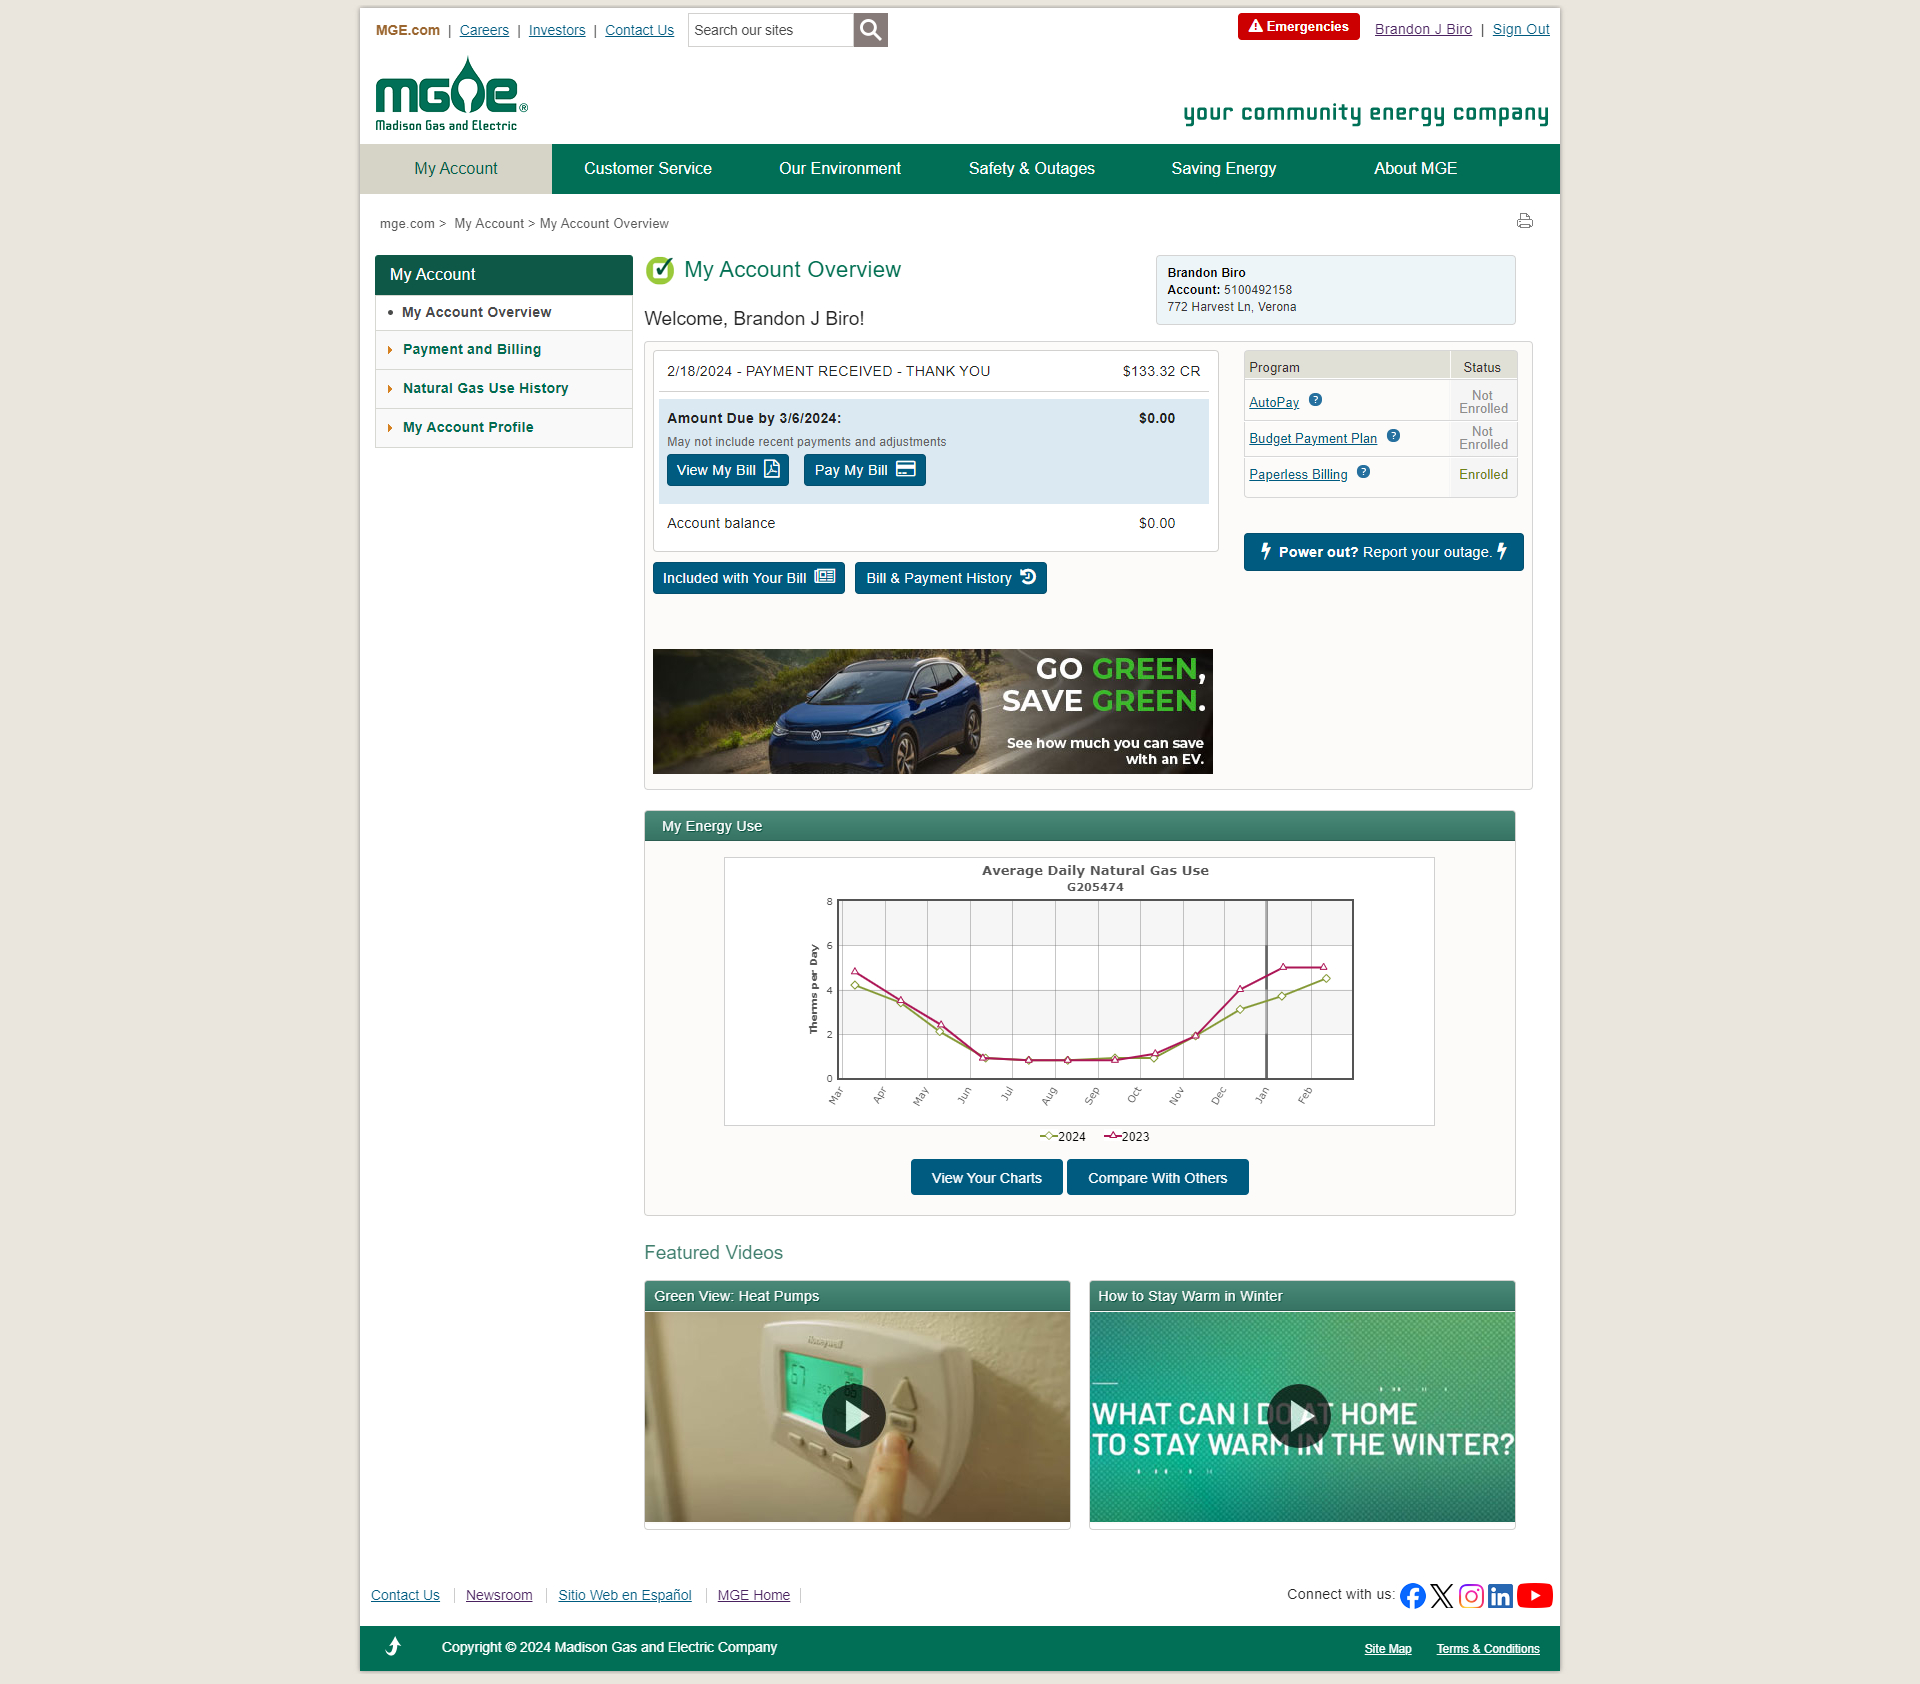 MGE.com | Careers | Investors | Contact Us
Search our sites
Emergencies
Brandon J Biro | Sign Out
mge®
Madison Gas and Electric
your community energy company
My Account
Customer Service
Our Environment
Safety & Outages
Saving Energy
About MGE
mge.com > My Account > My Account Overview
My Account
My Account Overview
Payment and Billing
Natural Gas Use History
My Account Profile
My Account Overview
Welcome, Brandon J Biro!
Brandon Biro
Account: 5100492158
772 Harvest Ln, Verona
2/18/2024 - PAYMENT RECEIVED - THANK YOU $133.32 CR
Amount Due by 3/6/2024: $0.00
May not include recent payments and adjustments
View My Bill
Pay My Bill
Account balance $0.00
Included with Your Bill
Bill & Payment History
Program Status
AutoPay ? Not Enrolled
Budget Payment Plan ? Not Enrolled
Paperless Billing ? Enrolled
Power out? Report your outage.
GO GREEN,
SAVE GREEN.
See how much you can save
with an EV.
My Energy Use
Average Daily Natural Gas Use
G205474
Therms per Day
8
6
4
2
0
Mar Apr May Jun Jul Aug Sep Oct Nov Dec Jan Feb
2024 2023
View Your Charts
Compare With Others
Featured Videos
Green View: Heat Pumps
Honeywell
67
How to Stay Warm in Winter
WHAT CAN I DO AT HOME
TO STAY WARM IN THE WINTER?
Contact Us
Newsroom
Sitio Web en Español
MGE Home
Connect with us:
Copyright © 2024 Madison Gas and Electric Company
Site Map
Terms & Conditions